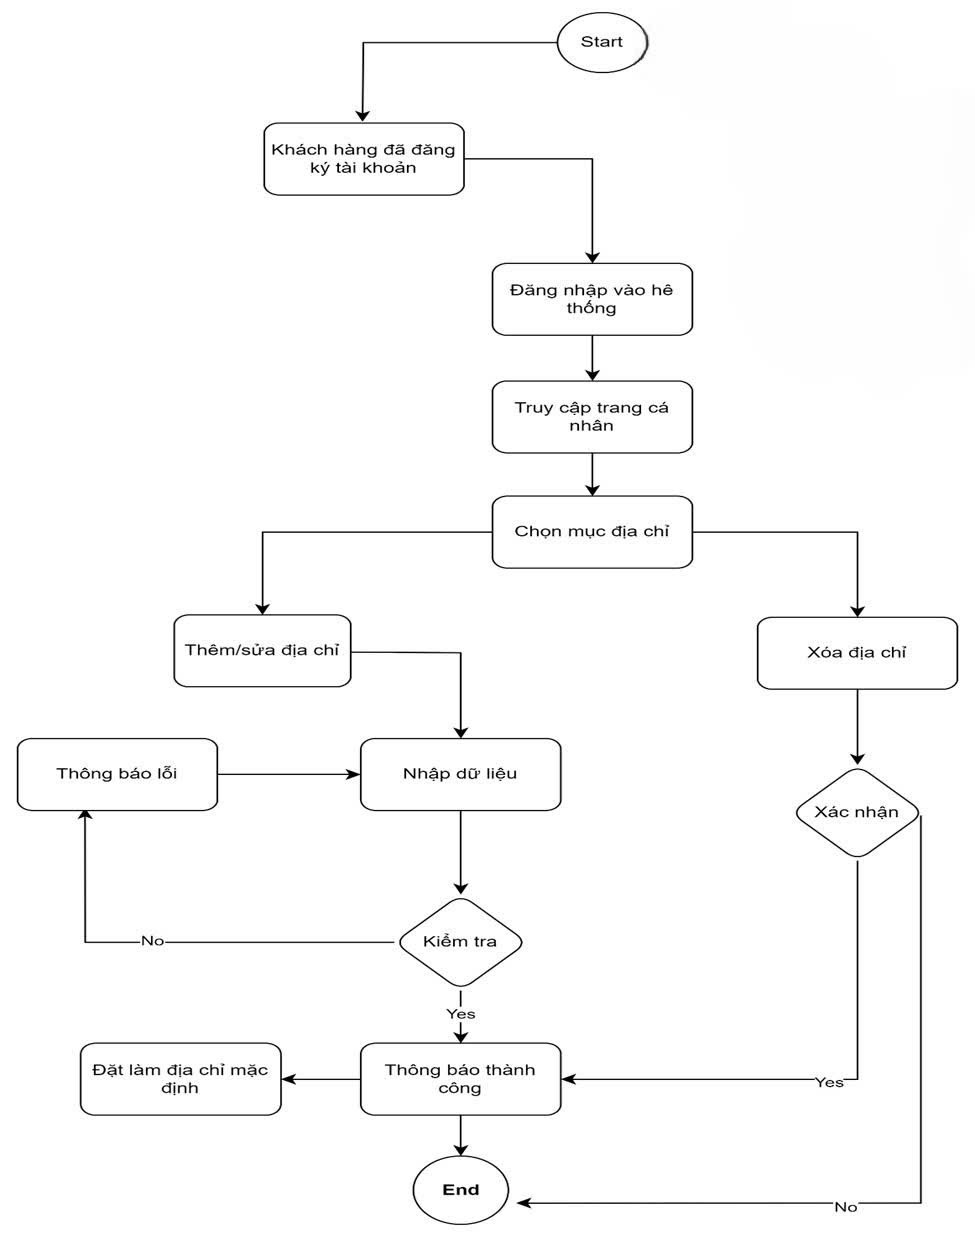 Start
Khách hàng đã đăng
ký tài khoản
Đăng nhập vào hê
thống
Truy cập trang cá
nhân
Chọn mục địa chỉ
Thêm/sửa địa chỉ
Xóa địa chỉ
Thông báo lỗi
Nhập dữ liệu
Xác nhận
Kiểm tra
No
Yes
Đặt làm địa chỉ mặc
định
Thông báo thành
công
Yes
End
No